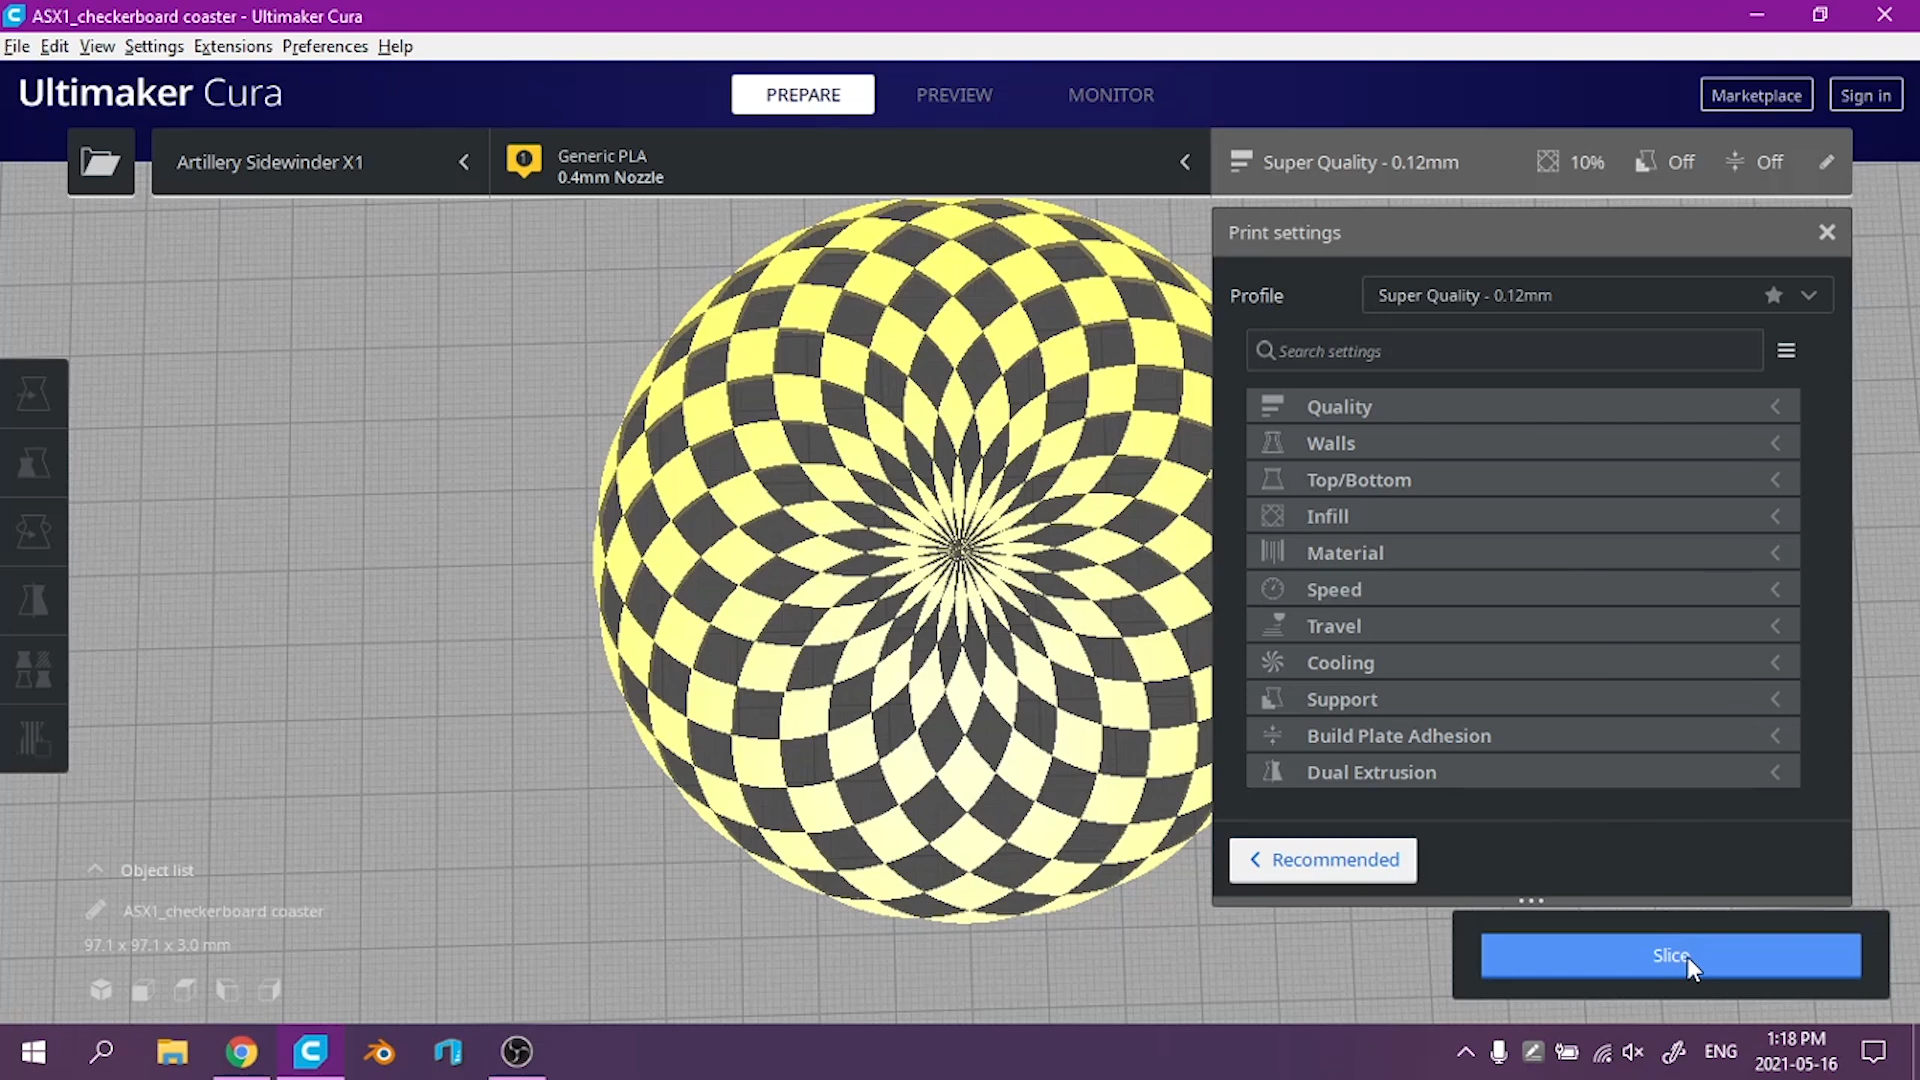 ASX1_checkerboard coaster - Ultimaker Cura
File Edit View Settings Extensions Preferences Help
Ultimaker Cura
PREPARE
PREVIEW
MONITOR
Marketplace
Sign in
Artillery Sidewinder X1
1
Generic PLA
0.4mm Nozzle
Super Quality - 0.12mm
10%
Off
Off
Print settings
Profile
Super Quality - 0.12mm
Search settings
Quality
Walls
Top/Bottom
Infill
Material
Speed
Travel
Cooling
Support
Build Plate Adhesion
Dual Extrusion
Recommended
Object list
ASX1_checkerboard coaster
97.1 x 97.1 x 3.0 mm
Slice
ENG
1:18 PM
2021-05-16